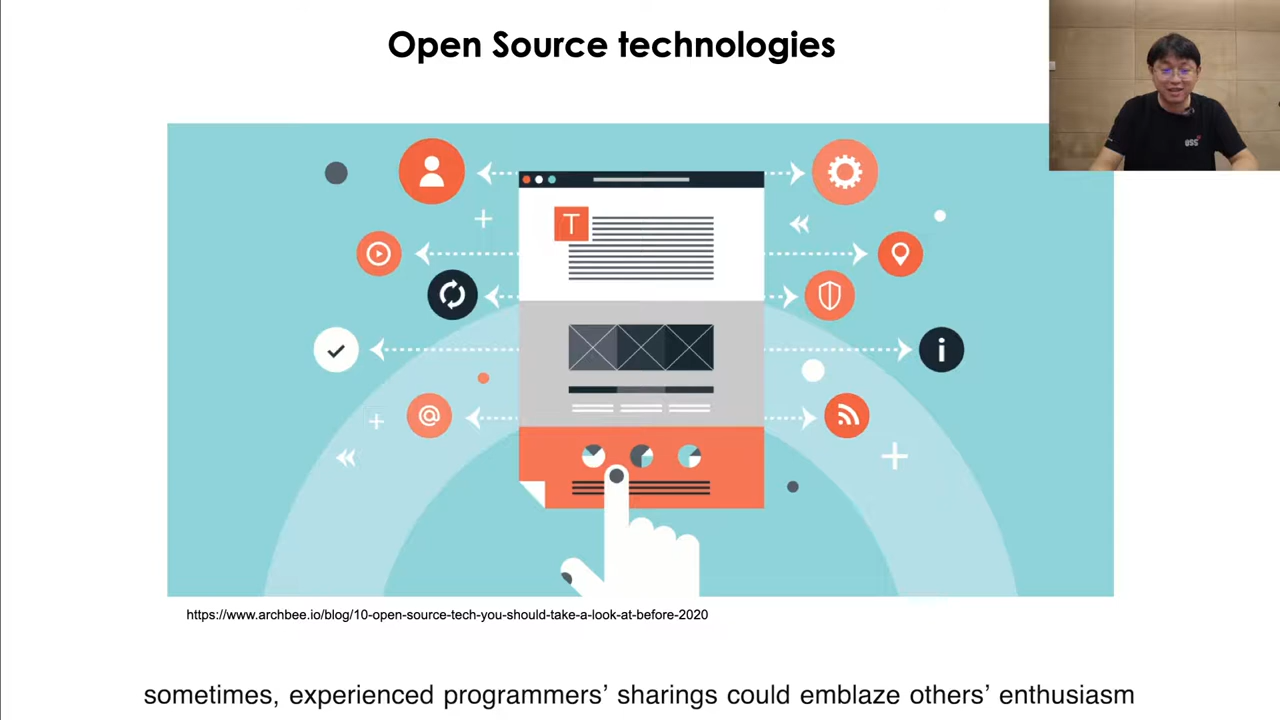 Open Source technologies
T
i
@
OSS
https://www.archbee.io/blog/10-open-source-tech-you-should-take-a-look-at-before-2020
sometimes, experienced programmers’ sharings could emblaze others’ enthusiasm